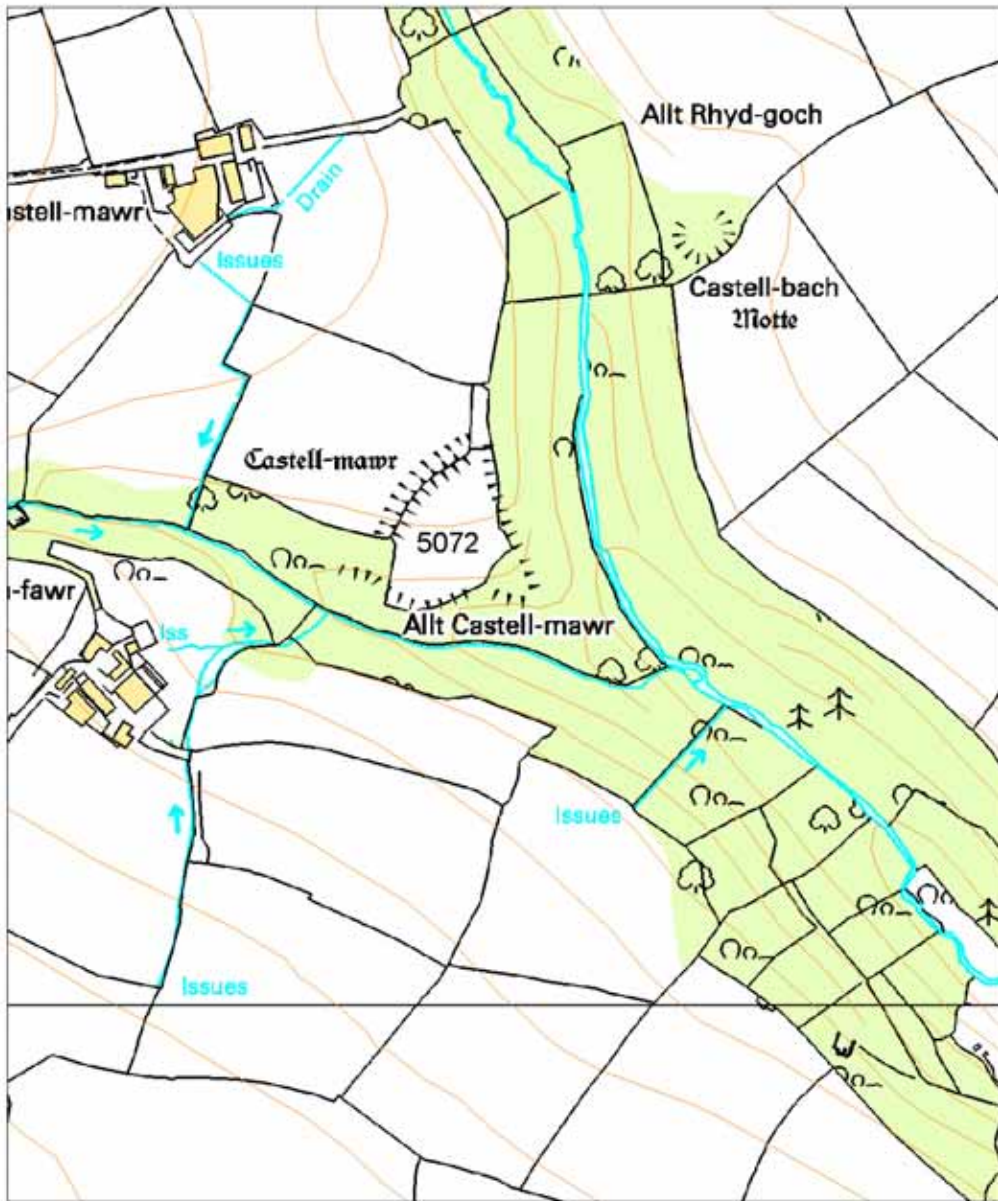 Allt Rhyd-goch
Drain
astell-mawr
Issues
Castell-bach
Motte
Castell-mawr
5072
-fawr
Iss
Allt Castell-mawr
Issues
Issues